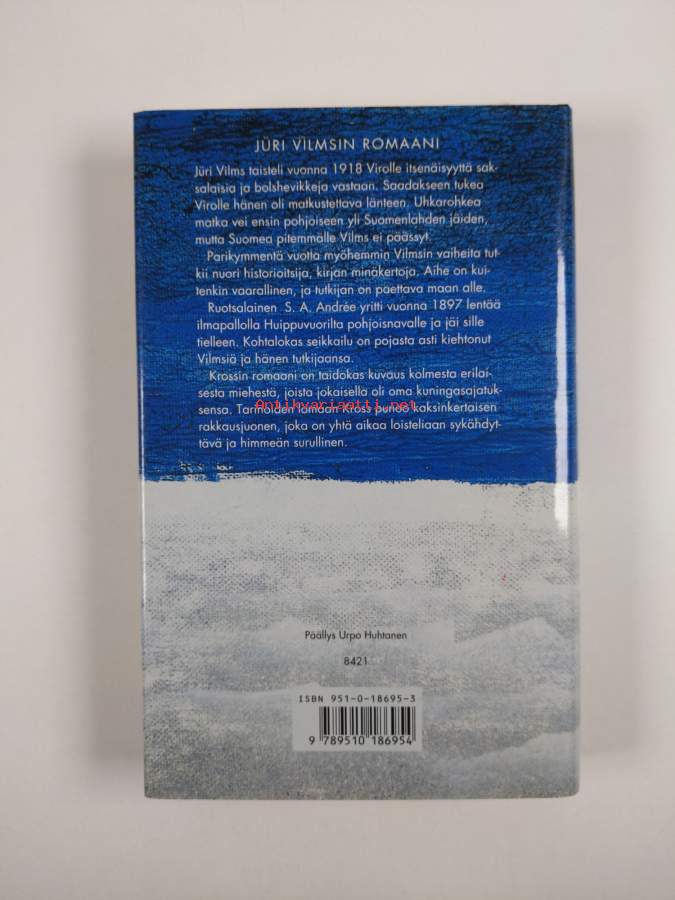 JÜRI VILMSIN ROMAANI
Jüri Vilms taisteli vuonna 1918 Virolle itsenäisyyttä sak-
salaisia ja bolshevikkeja vastaan. Saadakseen tukea
Virolle hänen oli matkustettava länteen. Uhkarohkea
matka vei ensin pohjoiseen yli Suomenlahden jäiden,
mutta Suomea pitemmälle Vilms ei päässyt.
Parikymmentä vuotta myöhemmin Vilmsin vaiheita tut-
kii nuori historioitsija, kirjan minäkertoja. Aihe on kui-
tenkin vaarallinen, ja tutkijan on paettava maan alle.
Ruotsalainen S. A. Andrée yritti vuonna 1897 lentää
ilmapallolla Huippuvuorilta pohjoisnavalle ja jäi sille
tielleen. Kohtalokas seikkailu on pojasta asti kiehtonut
Vilmsiä ja hänen tutkijaansa.
Krossin romaani on taidokas kuvaus kolmesta erilai-
sesta miehestä, joista jokaisella oli oma kuningasajatuk-
Antikvariaatti.net
sensa. Tarinoiden lomaan Kross punoo kaksinkertaisen
rakkausjuonen, joka on yhtä aikaa loisteliaan sykähdyt-
tävä ja himmeän surullinen.
Päällys Urpo Huhtanen
8421
ISBN 951-0-18695-3
9 789510 186954